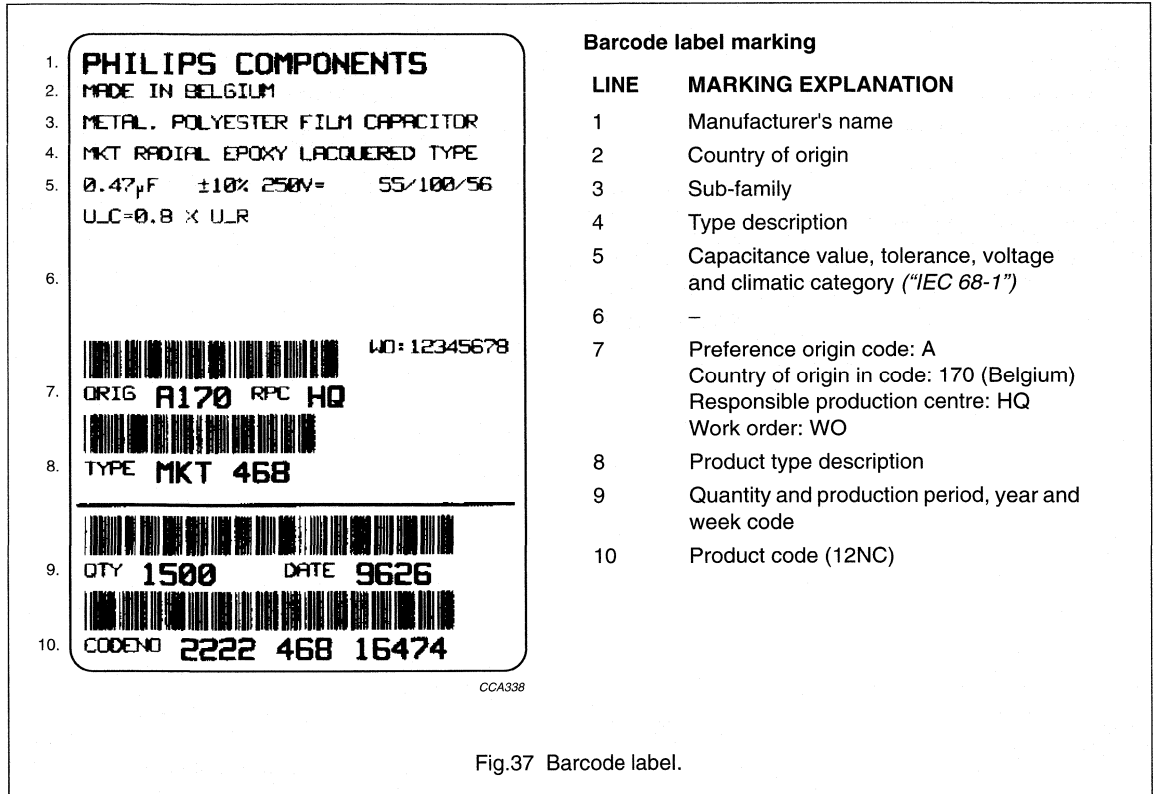 1. PHILIPS COMPONENTS
2. MADE IN BELGIUM
3. METAL. POLYESTER FILM CAPACITOR
4. MKT RADIAL EPOXY LACQUERED TYPE
5. 0.47µF ±10% 250V= 55/100/56
U_C=0.8 X U_R
6.
WO:12345678
7. ORIG A170 RPC HQ
8. TYPE MKT 468
9. QTY 1500 DATE 9626
10. CODENO 2222 468 16474
CCA338
Barcode label marking
LINE MARKING EXPLANATION
1 Manufacturer's name
2 Country of origin
3 Sub-family
4 Type description
5 Capacitance value, tolerance, voltage
and climatic category ("IEC 68-1")
6 –
7 Preference origin code: A
Country of origin in code: 170 (Belgium)
Responsible production centre: HQ
Work order: WO
8 Product type description
9 Quantity and production period, year and
week code
10 Product code (12NC)
Fig.37 Barcode label.